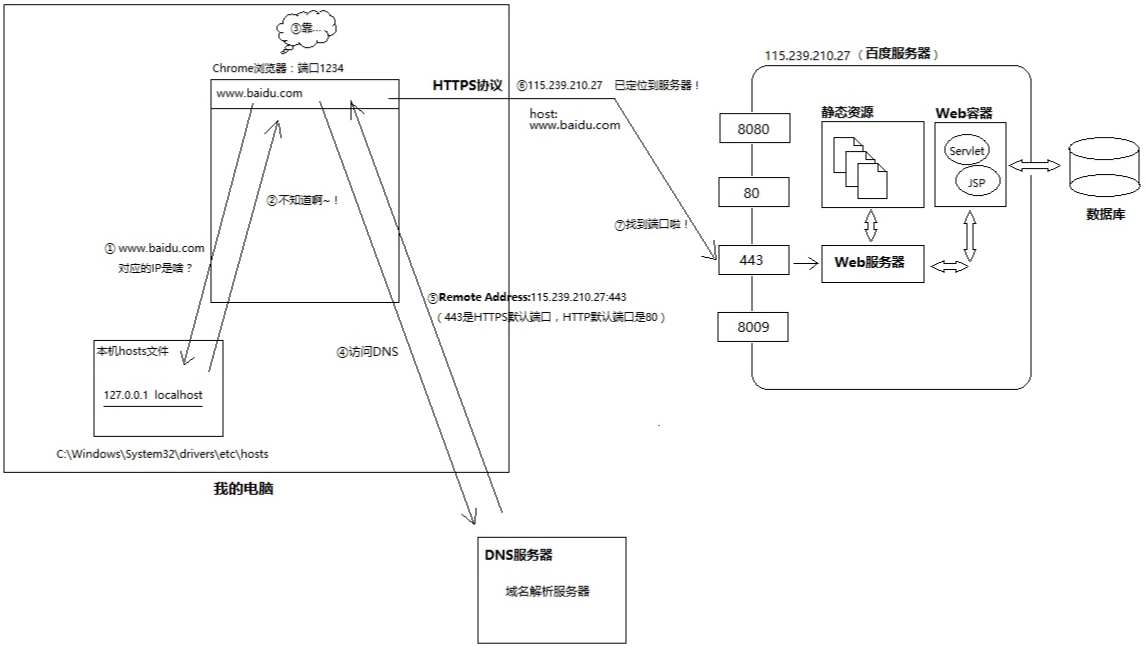 ③靠...
Chrome浏览器：端口1234
www.baidu.com
HTTPS协议
⑥115.239.210.27 已定位到服务器！
host:
www.baidu.com
②不知道啊~！
① www.baidu.com
对应的IP是啥？
⑦找到端口啦！
⑤Remote Address:115.239.210.27:443
（443是HTTPS默认端口，HTTP默认端口是80）
④访问DNS
本机hosts文件
127.0.0.1 localhost
C:\Windows\System32\drivers\etc\hosts
我的电脑
DNS服务器
域名解析服务器
115.239.210.27（百度服务器）
8080
80
443
8009
静态资源
Web容器
Servlet
JSP
Web服务器
数据库